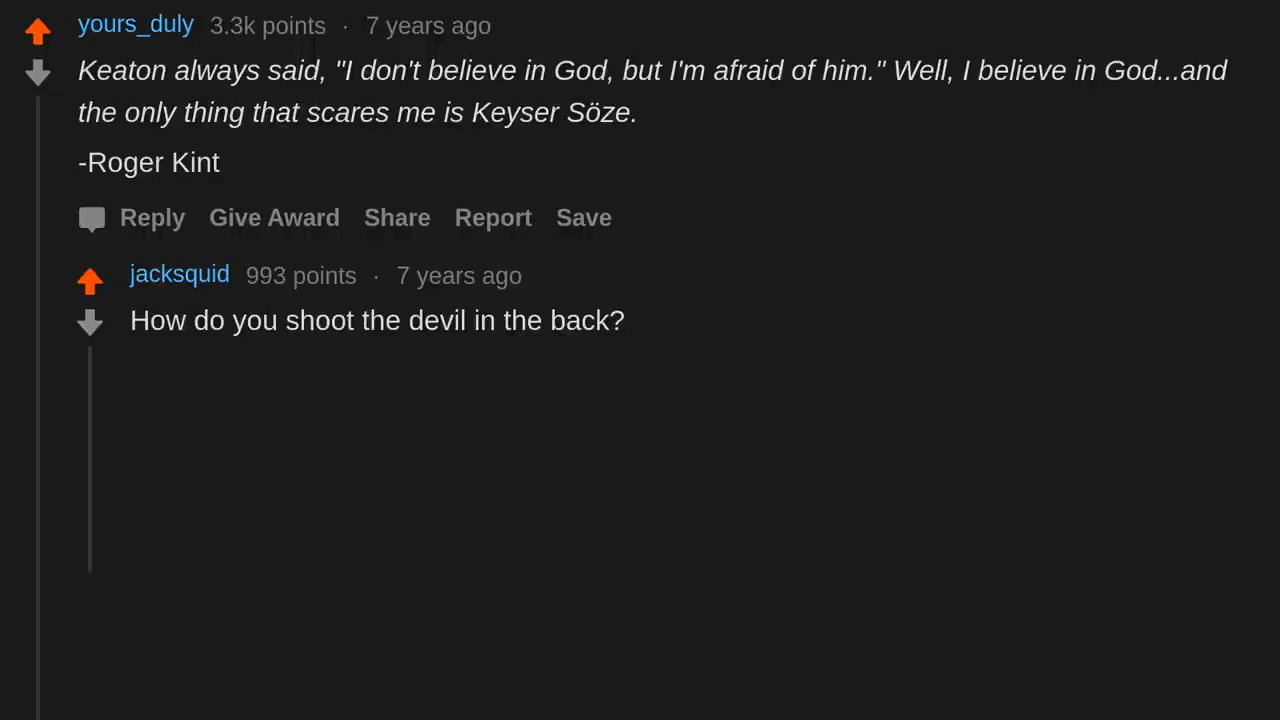 yours_duly 3.3k points · 7 years ago
Keaton always said, "I don't believe in God, but I'm afraid of him." Well, I believe in God...and
the only thing that scares me is Keyser Söze.
-Roger Kint
Reply Give Award Share Report Save
jacksquid 993 points · 7 years ago
How do you shoot the devil in the back?